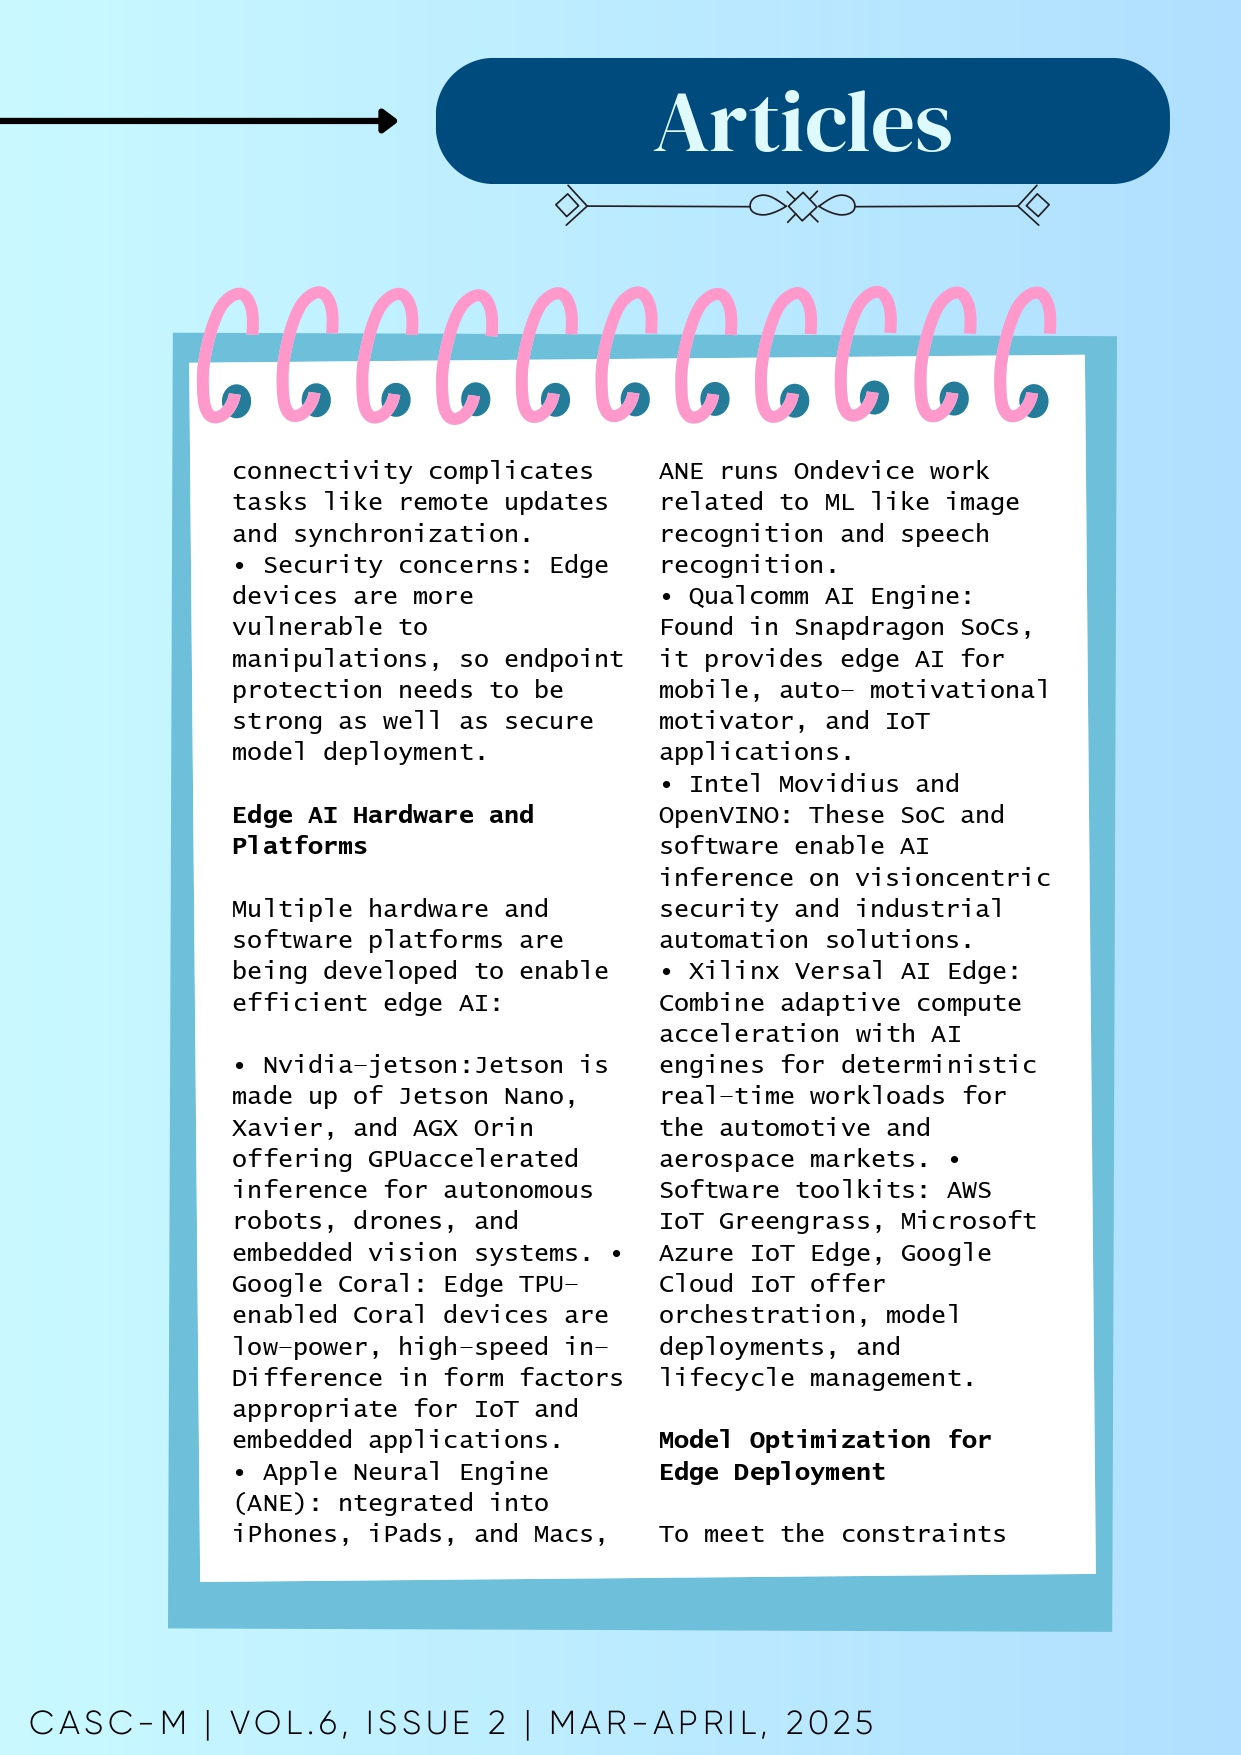 Articles
connectivity complicates
tasks like remote updates
and synchronization.
• Security concerns: Edge
devices are more
vulnerable to
manipulations, so endpoint
protection needs to be
strong as well as secure
model deployment.
Edge AI Hardware and
Platforms
Multiple hardware and
software platforms are
being developed to enable
efficient edge AI:
• Nvidia-jetson:Jetson is
made up of Jetson Nano,
Xavier, and AGX Orin
offering GPUaccelerated
inference for autonomous
robots, drones, and
embedded vision systems. •
Google Coral: Edge TPU-
enabled Coral devices are
low-power, high-speed in-
Difference in form factors
appropriate for IoT and
embedded applications.
• Apple Neural Engine
(ANE): ntegrated into
iPhones, iPads, and Macs,
ANE runs Ondevice work
related to ML like image
recognition and speech
recognition.
• Qualcomm AI Engine:
Found in Snapdragon SoCs,
it provides edge AI for
mobile, auto- motivational
motivator, and IoT
applications.
• Intel Movidius and
OpenVINO: These SoC and
software enable AI
inference on visioncentric
security and industrial
automation solutions.
• Xilinx Versal AI Edge:
Combine adaptive compute
acceleration with AI
engines for deterministic
real-time workloads for
the automotive and
aerospace markets. •
Software toolkits: AWS
IoT Greengrass, Microsoft
Azure IoT Edge, Google
Cloud IoT offer
orchestration, model
deployments, and
lifecycle management.
Model Optimization for
Edge Deployment
To meet the constraints
CASC-M | VOL.6, ISSUE 2 | MAR-APRIL, 2025